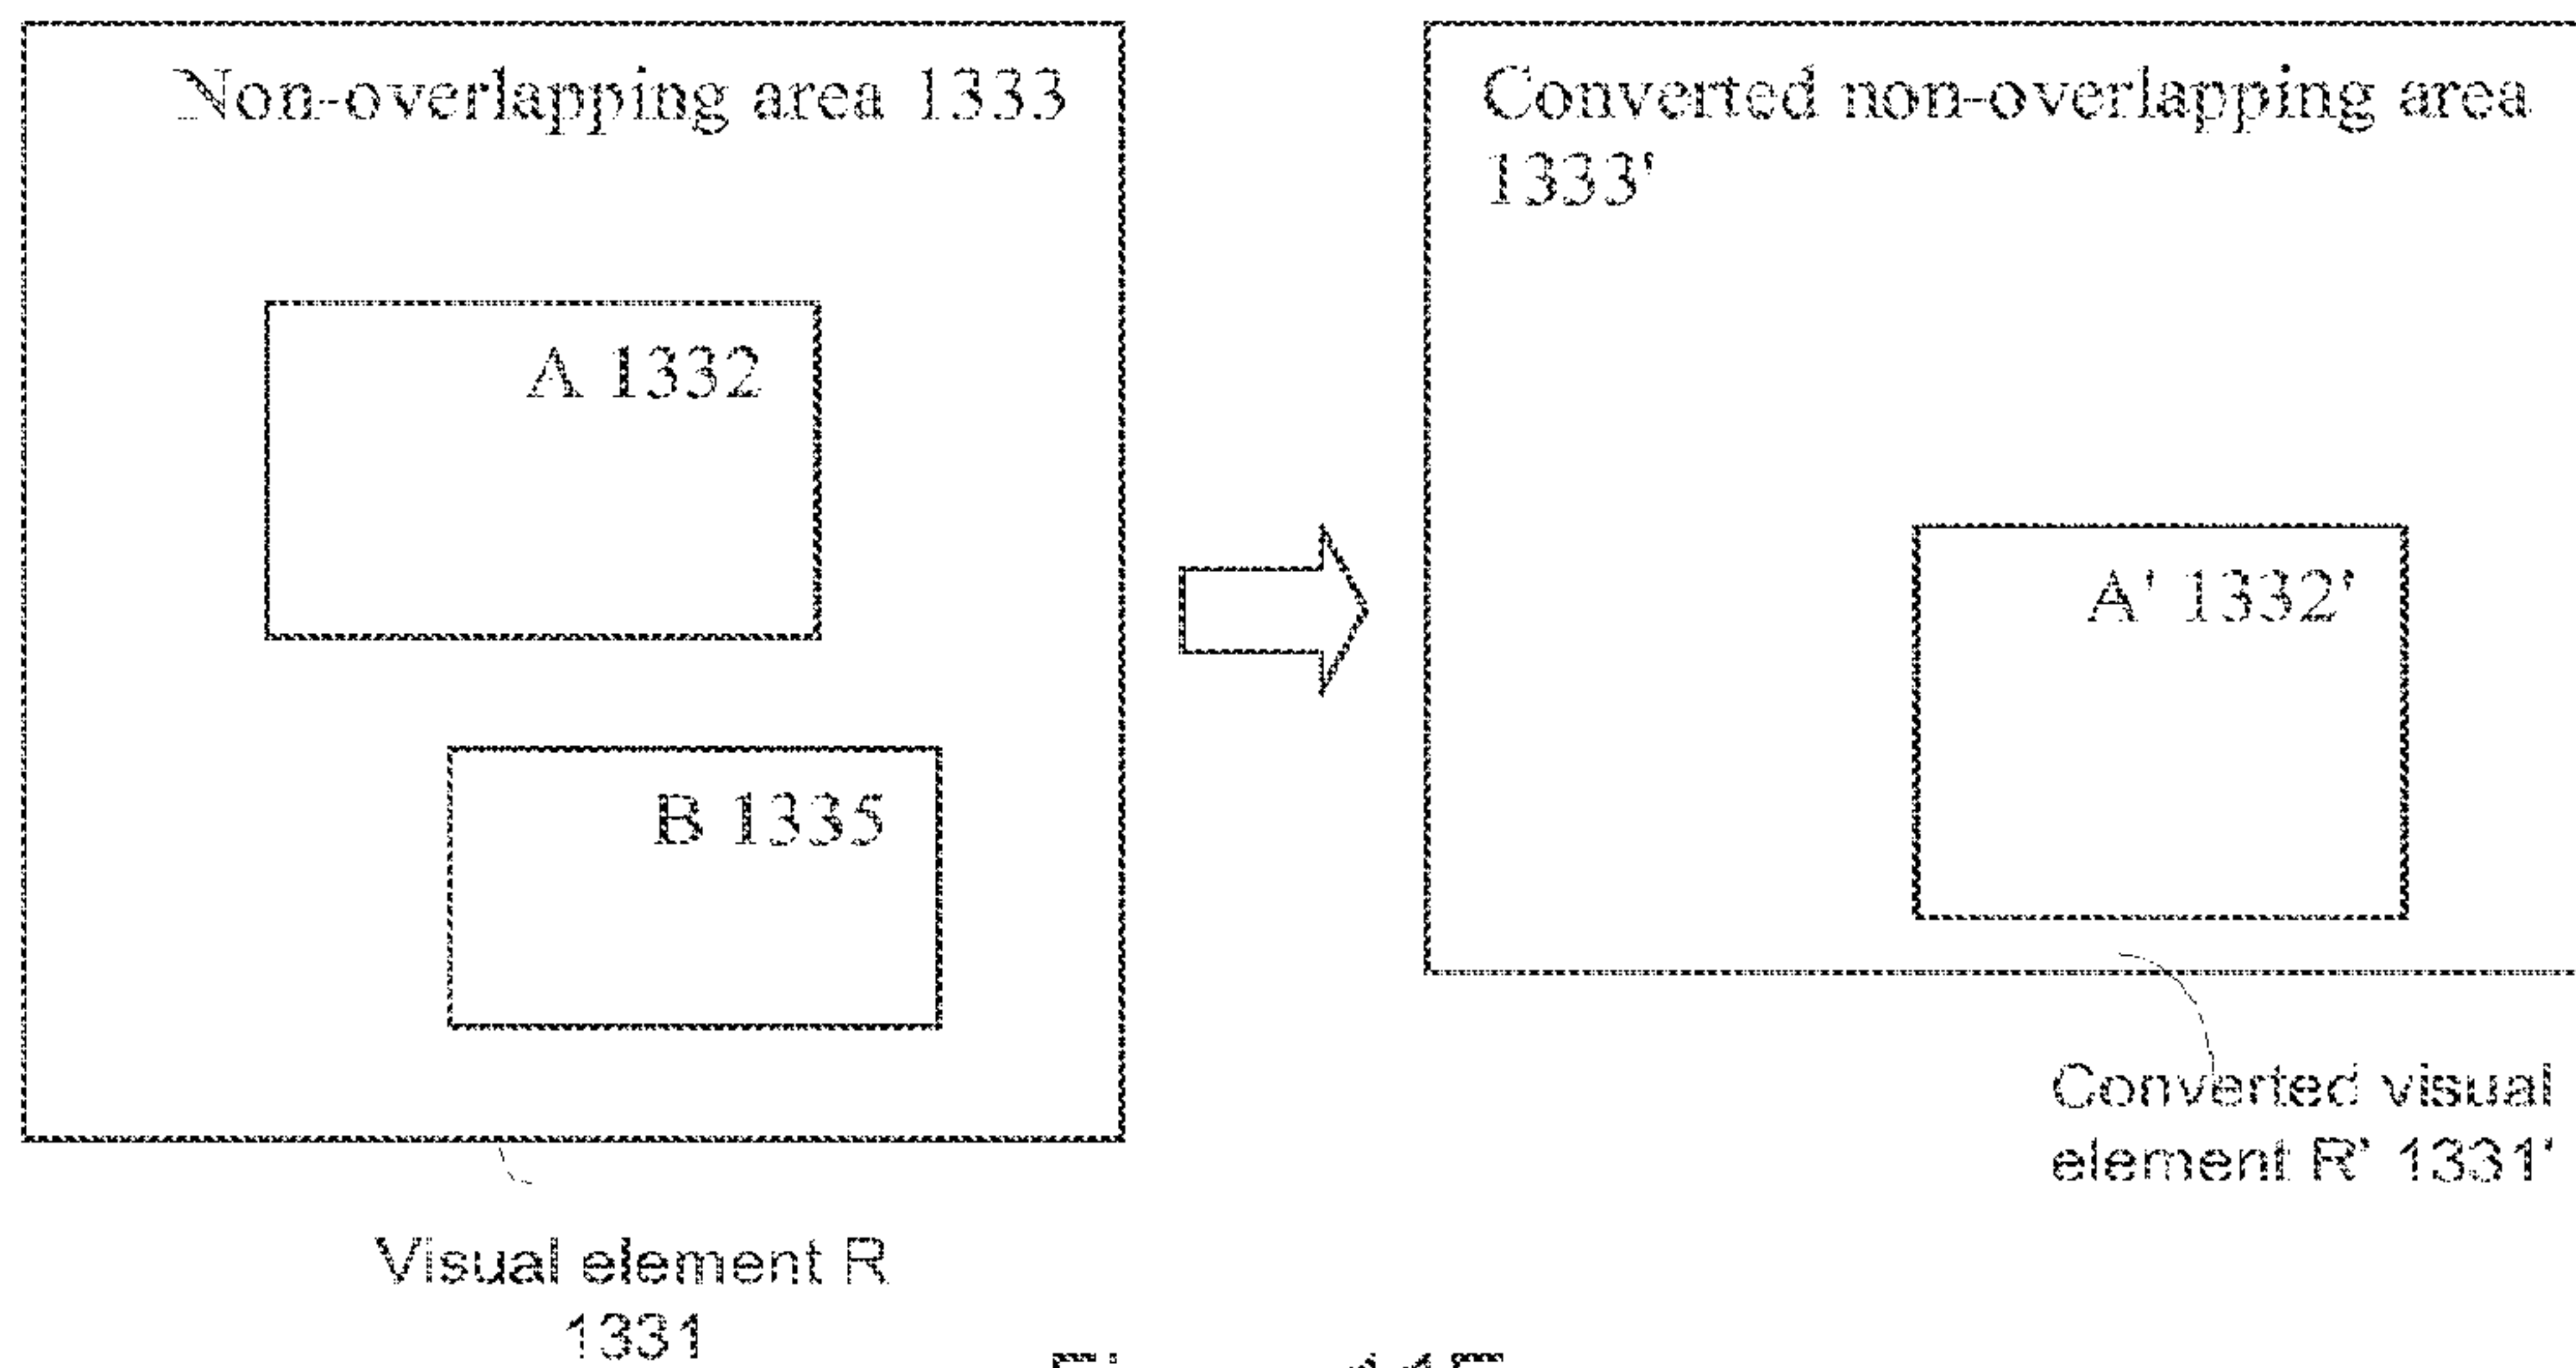 Non-overlapping area 1333
A 1332
B 1335
Visual element R
1331
Converted non-overlapping area
1333'
A' 1332'
Converted visual
element R' 1331'